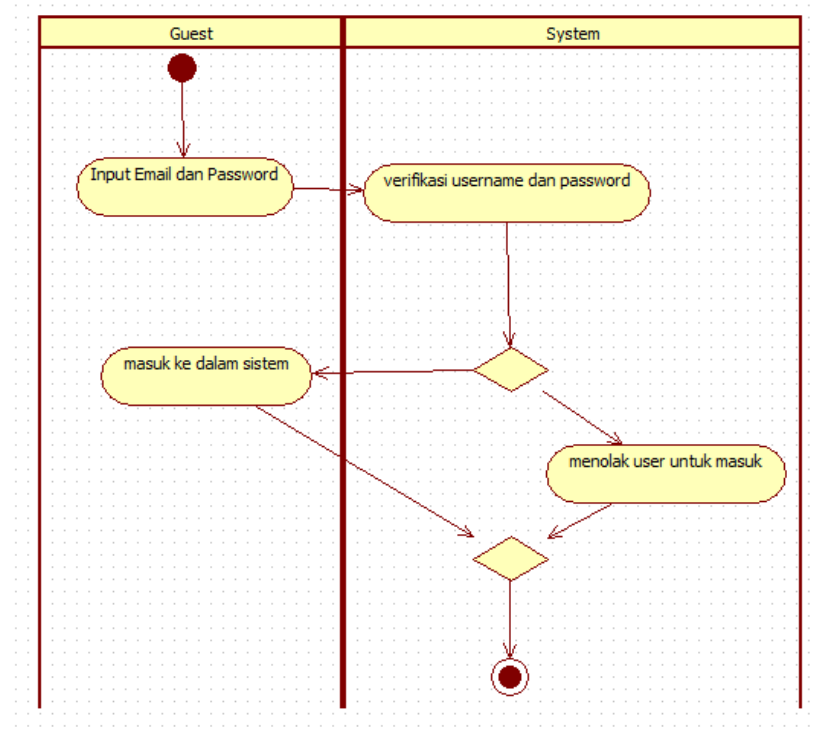 Guest
System
Input Email dan Password
verifikasi username dan password
masuk ke dalam sistem
menolak user untuk masuk